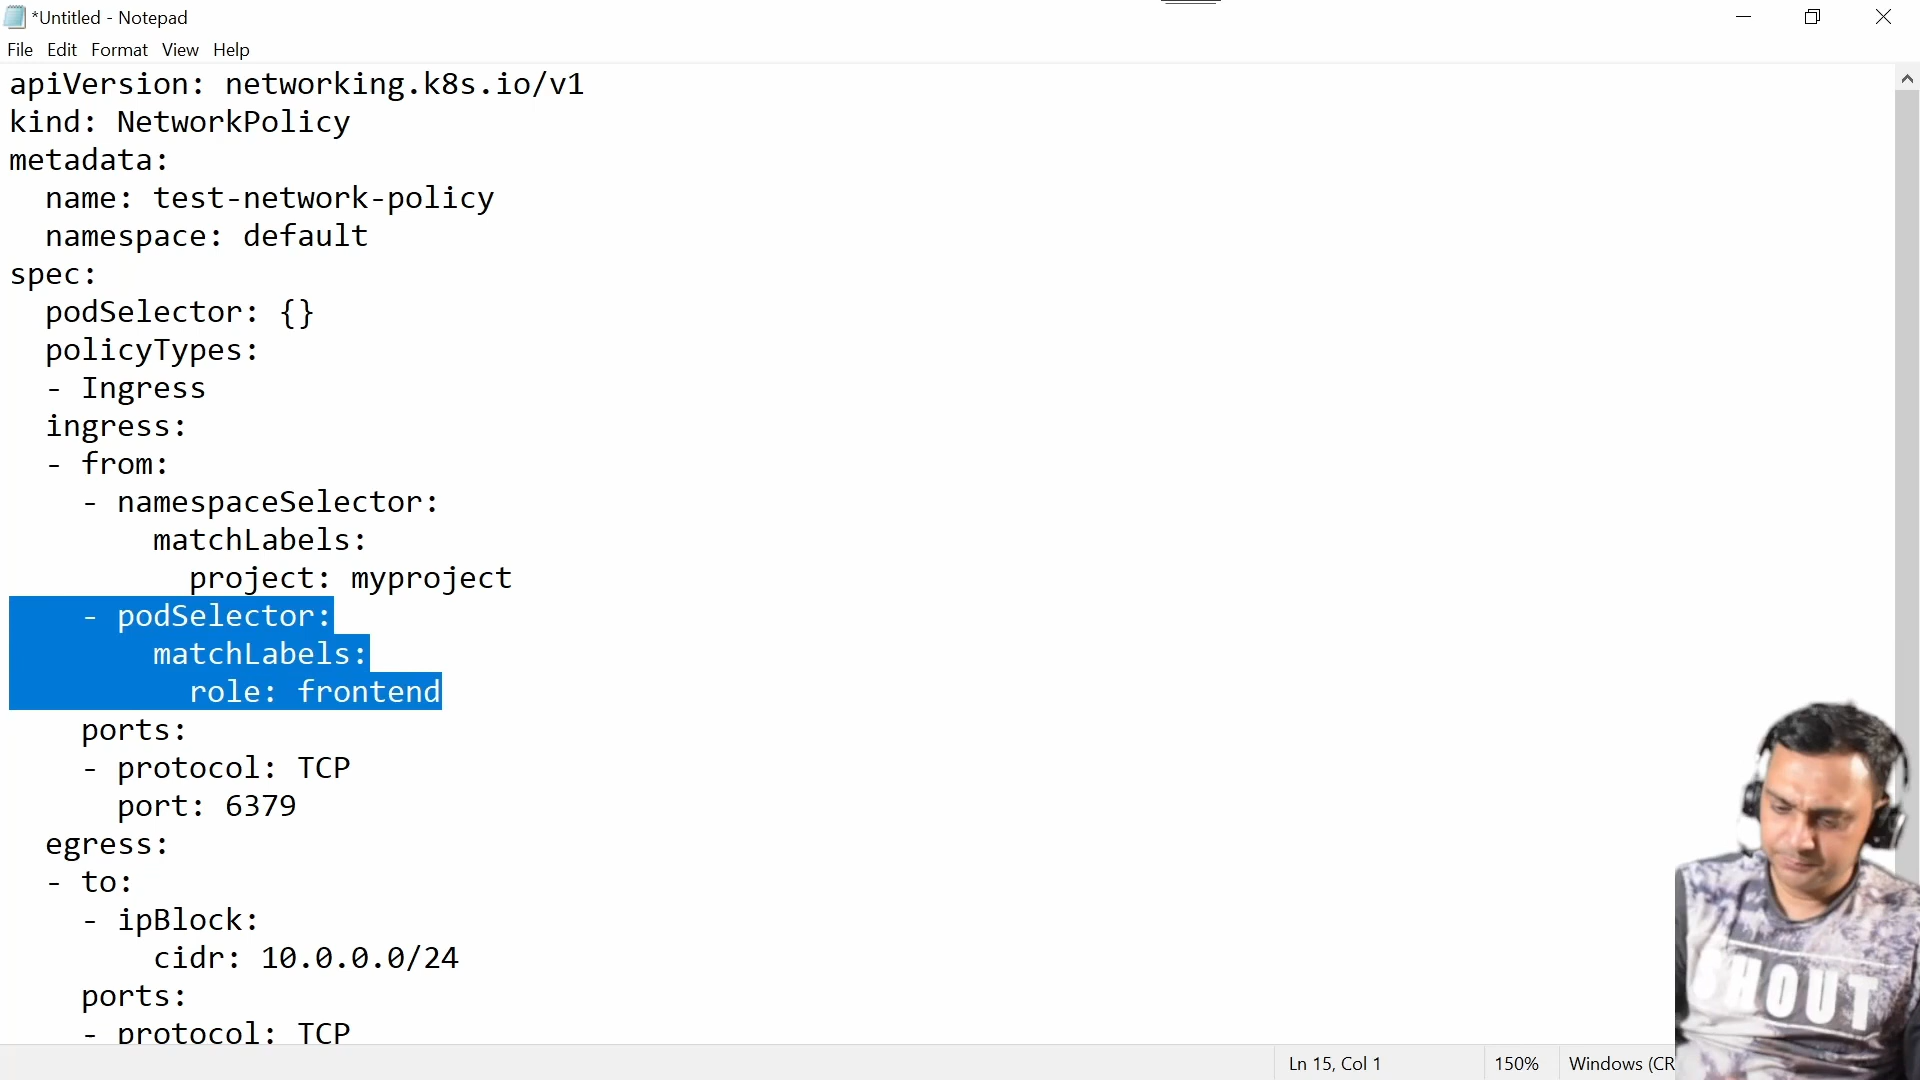 *Untitled - Notepad
File Edit Format View Help
apiVersion: networking.k8s.io/v1
kind: NetworkPolicy
metadata:
  name: test-network-policy
  namespace: default
spec:
  podSelector: {}
  policyTypes:
  - Ingress
  ingress:
  - from:
    - namespaceSelector:
        matchLabels:
          project: myproject
    - podSelector:
        matchLabels:
          role: frontend
    ports:
    - protocol: TCP
      port: 6379
  egress:
  - to:
    - ipBlock:
        cidr: 10.0.0.0/24
    ports:
    - protocol: TCP
Ln 15, Col 1 150% Windows (CR
SHOUT